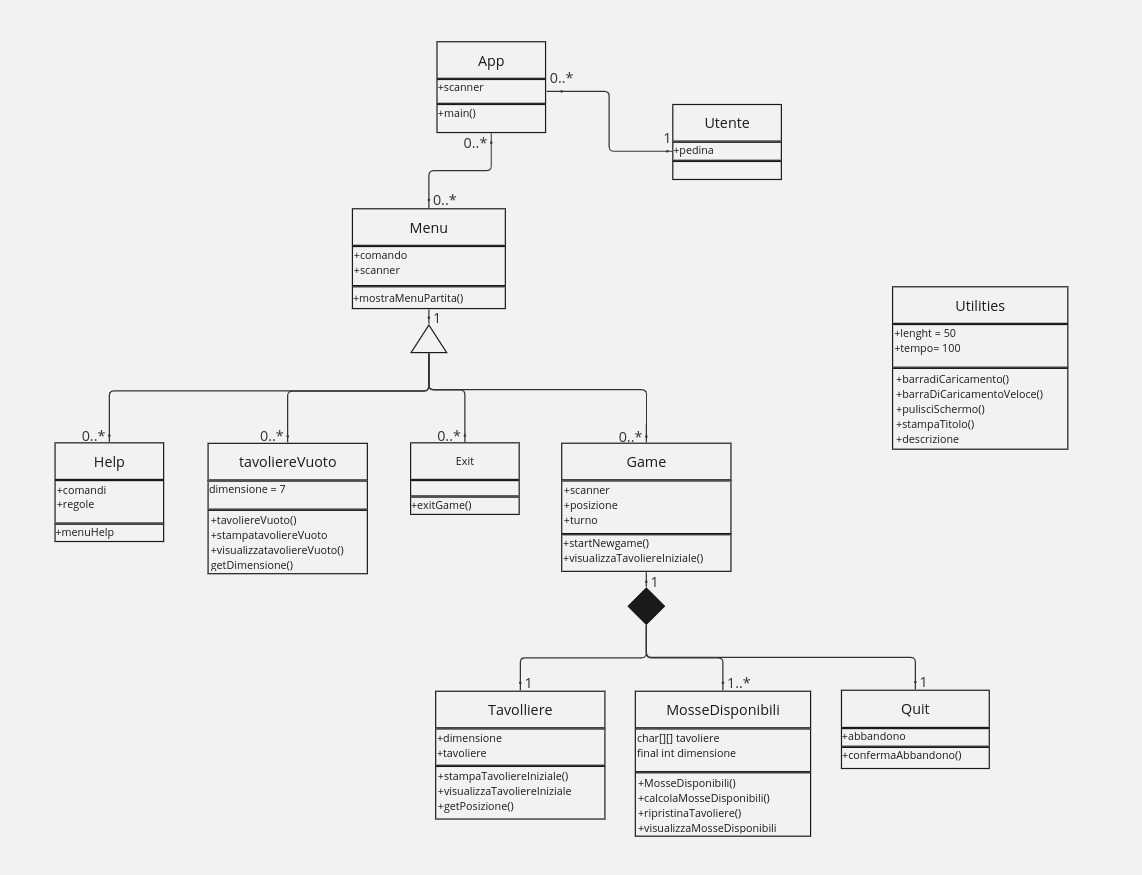 App
+scanner
+main()
0..*
0..*
1
Utente
+pedina
0..*
Menu
+comando
+scanner
+mostraMenuPartita()
1
Utilities
+lenght = 50
+tempo= 100
+barradiCaricamento()
+barraDiCaricamentoVeloce()
+pulisciSchermo()
+stampaTitolo()
+descrizione
0..*
Help
+comandi
+regole
+menuHelp
0..*
tavoliereVuoto
dimensione = 7
+tavoliereVuoto()
+stampatavoliereVuoto
+visualizzatavoliereVuoto()
getDimensione()
0..*
Exit
+exitGame()
0..*
Game
+scanner
+posizione
+turno
+startNewgame()
+visualizzaTavoliereIniziale()
1
1
Tavolliere
+dimensione
+tavoliere
+stampaTavoliereIniziale()
+visualizzaTavoliereIniziale
+getPosizione()
1..*
MosseDisponibili
char[][] tavoliere
final int dimensione
+MosseDisponibili()
+calcolaMosseDisponibili()
+ripristinaTavoliere()
+visualizzaMosseDisponibili
1
Quit
+abbandono
+confermaAbbandono()